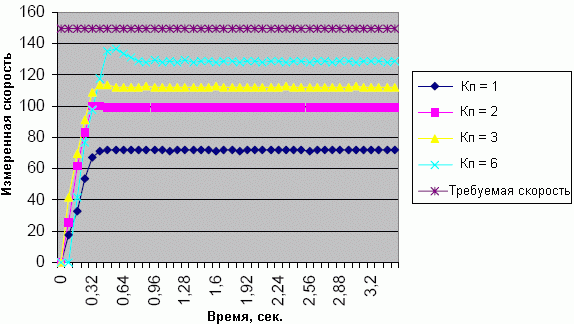 Измеренная скорость
160
140
120
100
80
60
40
20
0
0
0,32
0,64
0,96
1,28
1,6
1,92
2,24
2,56
2,88
3,2
Время, сек.
Кп = 1
Кп = 2
Кп = 3
Кп = 6
Требуемая скорость